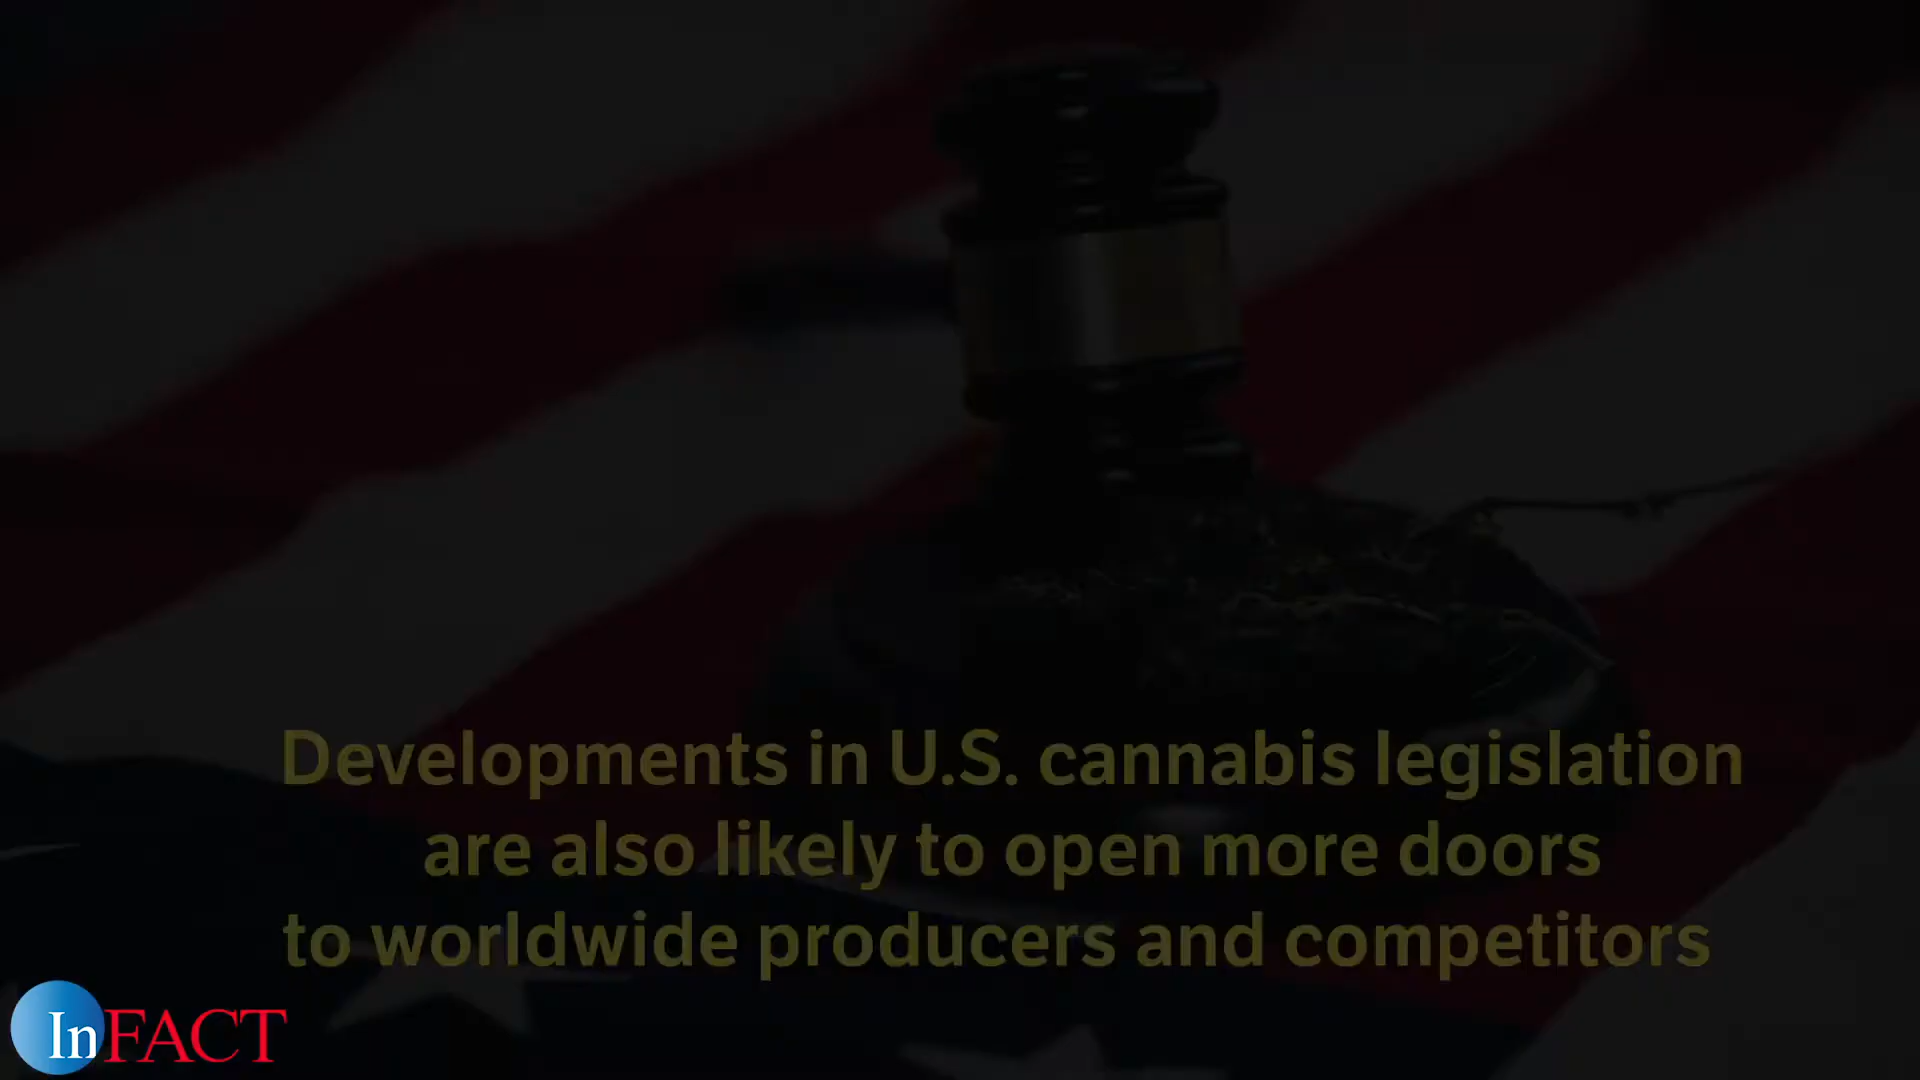 Developments in U.S. cannabis legislation
are also likely to open more doors
to worldwide producers and competitors
InFACT